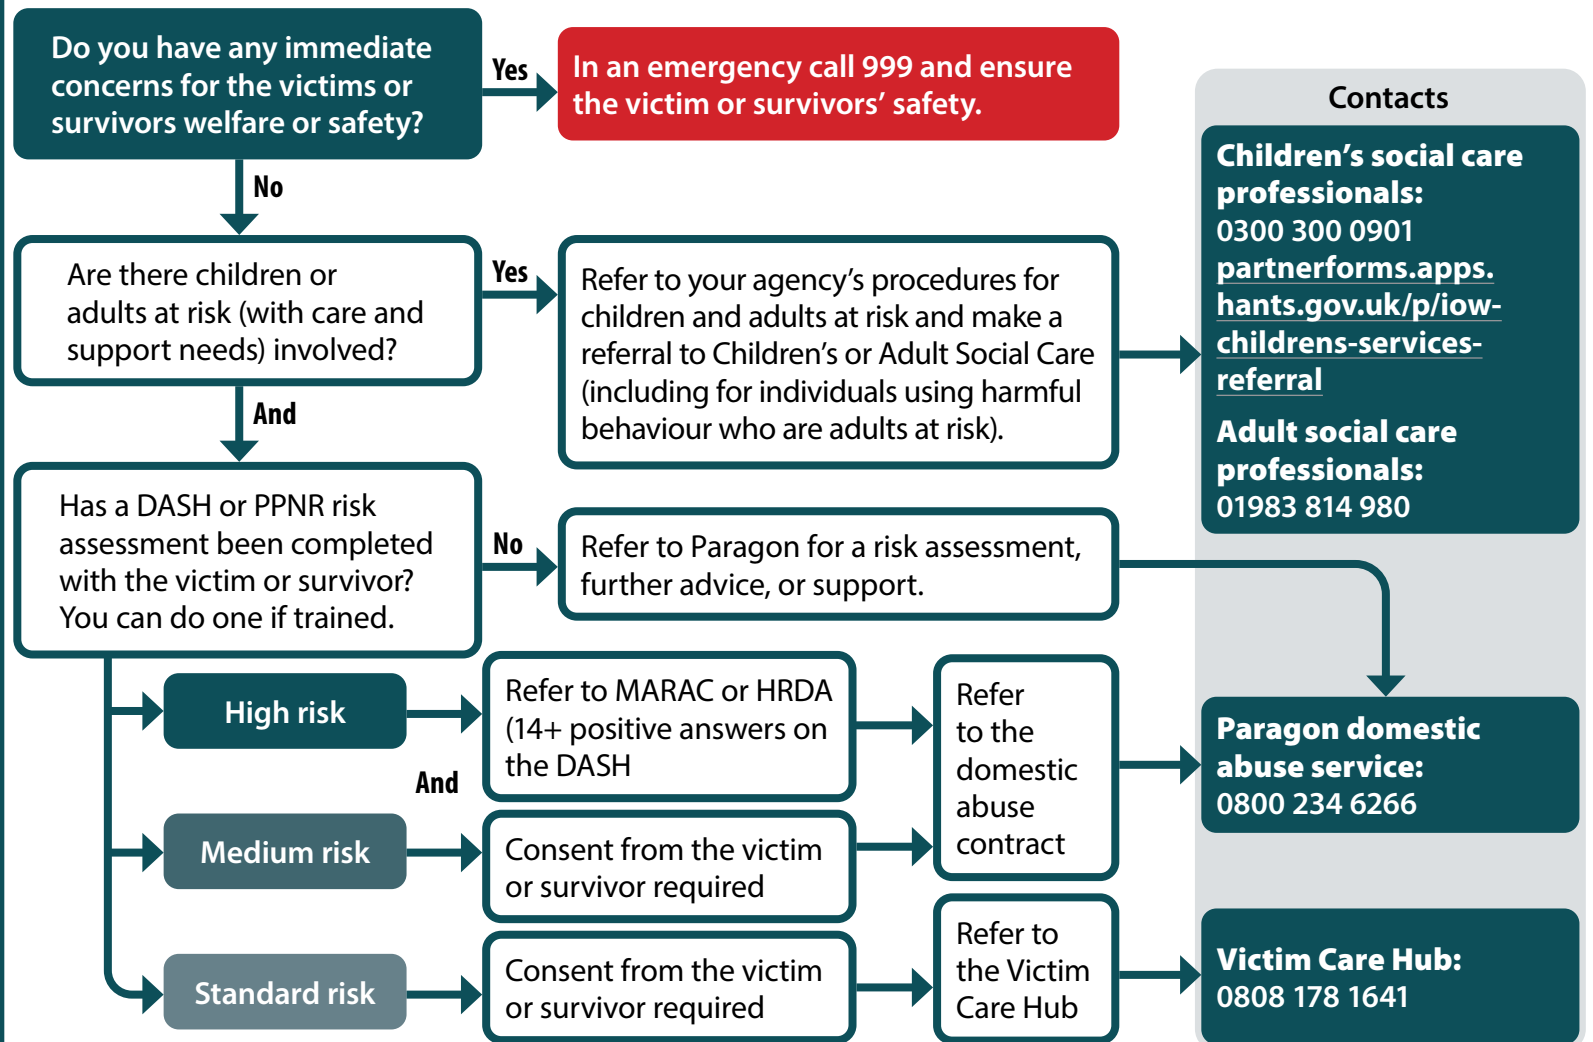 Do you have any immediate
concerns for the victims or
survivors welfare or safety?
Yes
In an emergency call 999 and ensure
the victim or survivors’ safety.
No
Are there children or
adults at risk (with care and
support needs) involved?
Yes
Refer to your agency’s procedures for
children and adults at risk and make a
referral to Children’s or Adult Social Care
(including for individuals using harmful
behaviour who are adults at risk).
And
Has a DASH or PPNR risk
assessment been completed
with the victim or survivor?
You can do one if trained.
No
Refer to Paragon for a risk assessment,
further advice, or support.
High risk
Refer to MARAC or HRDA
(14+ positive answers on
the DASH
And
Medium risk
Consent from the victim
or survivor required
Refer
to the
domestic
abuse
contract
Standard risk
Consent from the victim
or survivor required
Refer to
the Victim
Care Hub
Contacts
Children’s social care
professionals:
0300 300 0901
partnerforms.apps.
hants.gov.uk/p/iow-
childrens-services-
referral
Adult social care
professionals:
01983 814 980
Paragon domestic
abuse service:
0800 234 6266
Victim Care Hub:
0808 178 1641